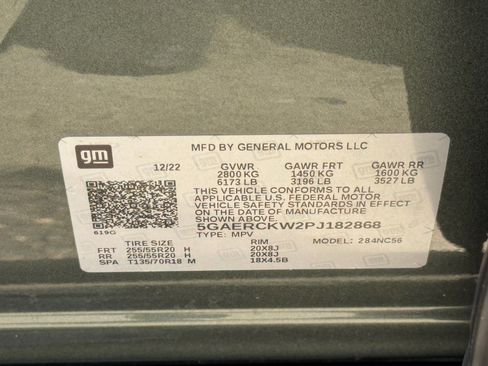 gm
MFD BY GENERAL MOTORS LLC
12/22 GVWR GAWR FRT GAWR RR
2800 KG 1450 KG 1600 KG
6173 LB 3196 LB 3527 LB
THIS VEHICLE CONFORMS TO ALL
APPLICABLE U.S. FEDERAL MOTOR
VEHICLE SAFETY STANDARDS IN EFFECT
ON THE DATE OF MANUFACTURE
SHOWN ABOVE.
619G
5GAERCKW2PJ182868
TYPE: MPV MODEL: 284NC56
TIRE SIZE RIM
FRT 255/55R20 H 20X8J
RR 255/55R20 H 20X8J
SPA T135/70R18 M 18X4.5B